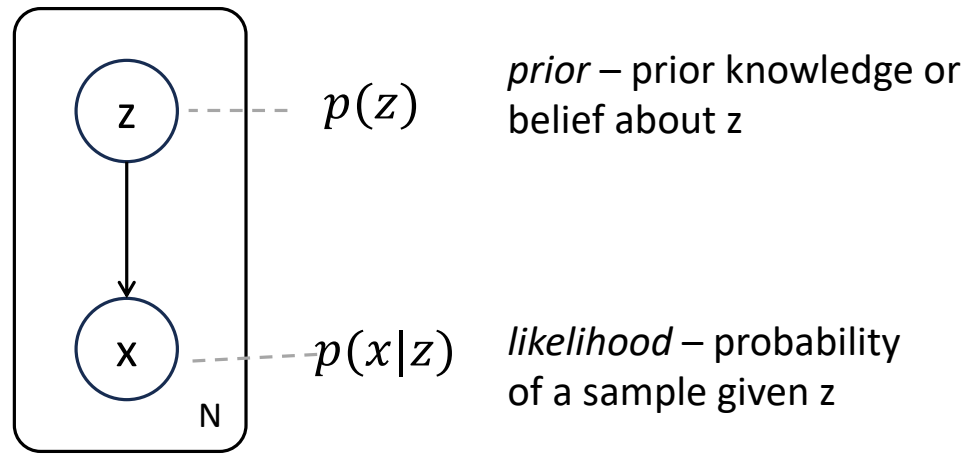 z
p(z)
prior – prior knowledge or
belief about z
x
p(x|z)
likelihood – probability
of a sample given z
N